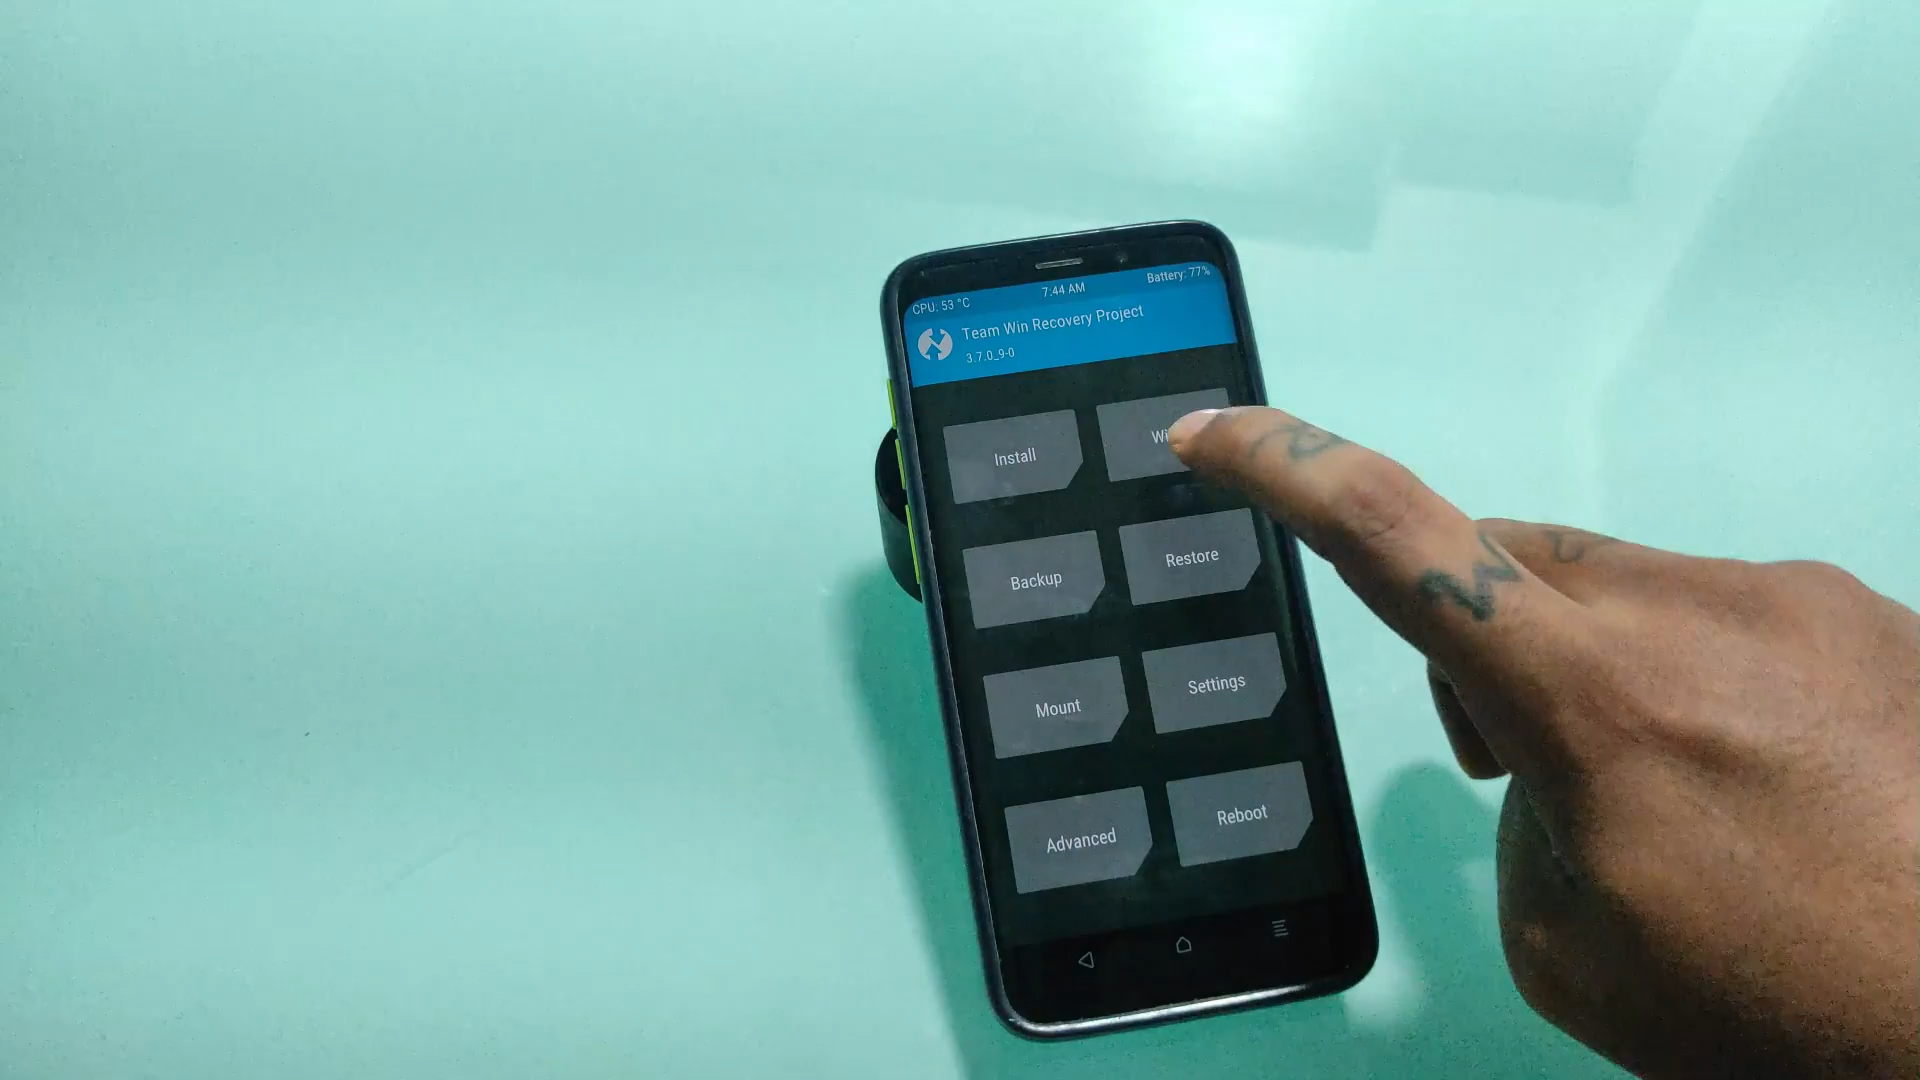 CPU: 53 °C 7:44 AM Battery: 77%
Team Win Recovery Project
3.7.0_9-0
Install
Backup Restore
Mount Settings
Advanced Reboot